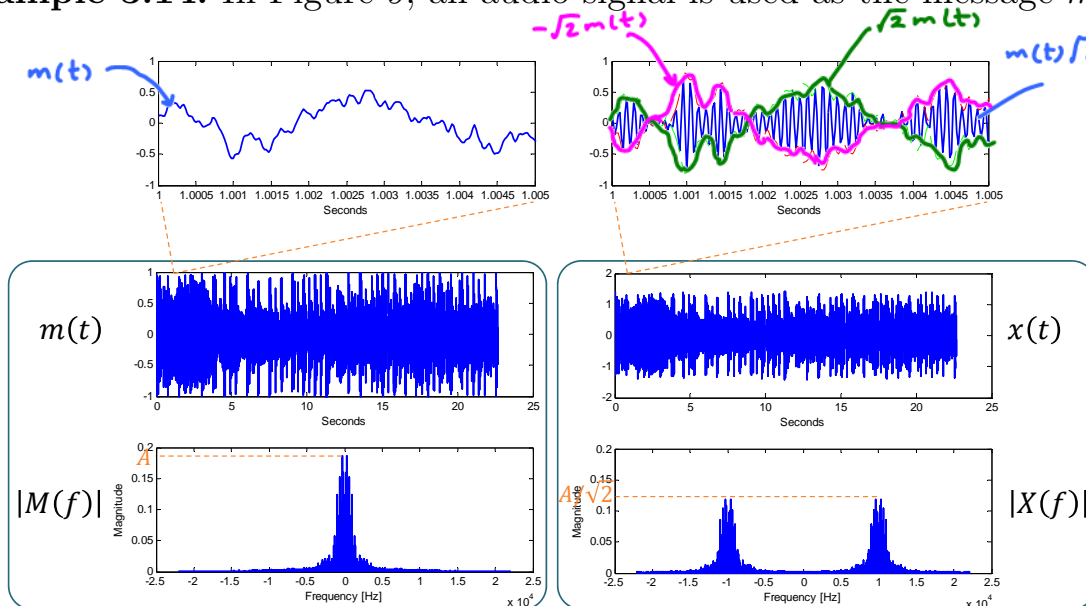 ample 3.14. In Figure 5, an audio signal is used as the message m
m(t)
-√2 m(t)
√2 m(t)
m(t)√2
1
0.5
0
-0.5
-1
1 1.0005 1.001 1.0015 1.002 1.0025 1.003 1.0035 1.004 1.0045 1.005
Seconds
1
0.5
0
-0.5
-1
1 1.0005 1.001 1.0015 1.002 1.0025 1.003 1.0035 1.004 1.0045 1.005
Seconds
m(t)
1
0.5
0
-0.5
-1
0 5 10 15 20 25
Seconds
2
1
0
-1
-2
0 5 10 15 20 25
Seconds
x(t)
|M(f)|
Magnitude
A
0.2
0.15
0.1
0.05
0
-2.5 -2 -1.5 -1 -0.5 0 0.5 1 1.5 2 2.5
Frequency [Hz]
x 10⁴
Magnitude
A/√2
0.2
0.15
0.1
0.05
0
-2.5 -2 -1.5 -1 -0.5 0 0.5 1 1.5 2 2.5
Frequency [Hz]
x 10⁴
|X(f)|